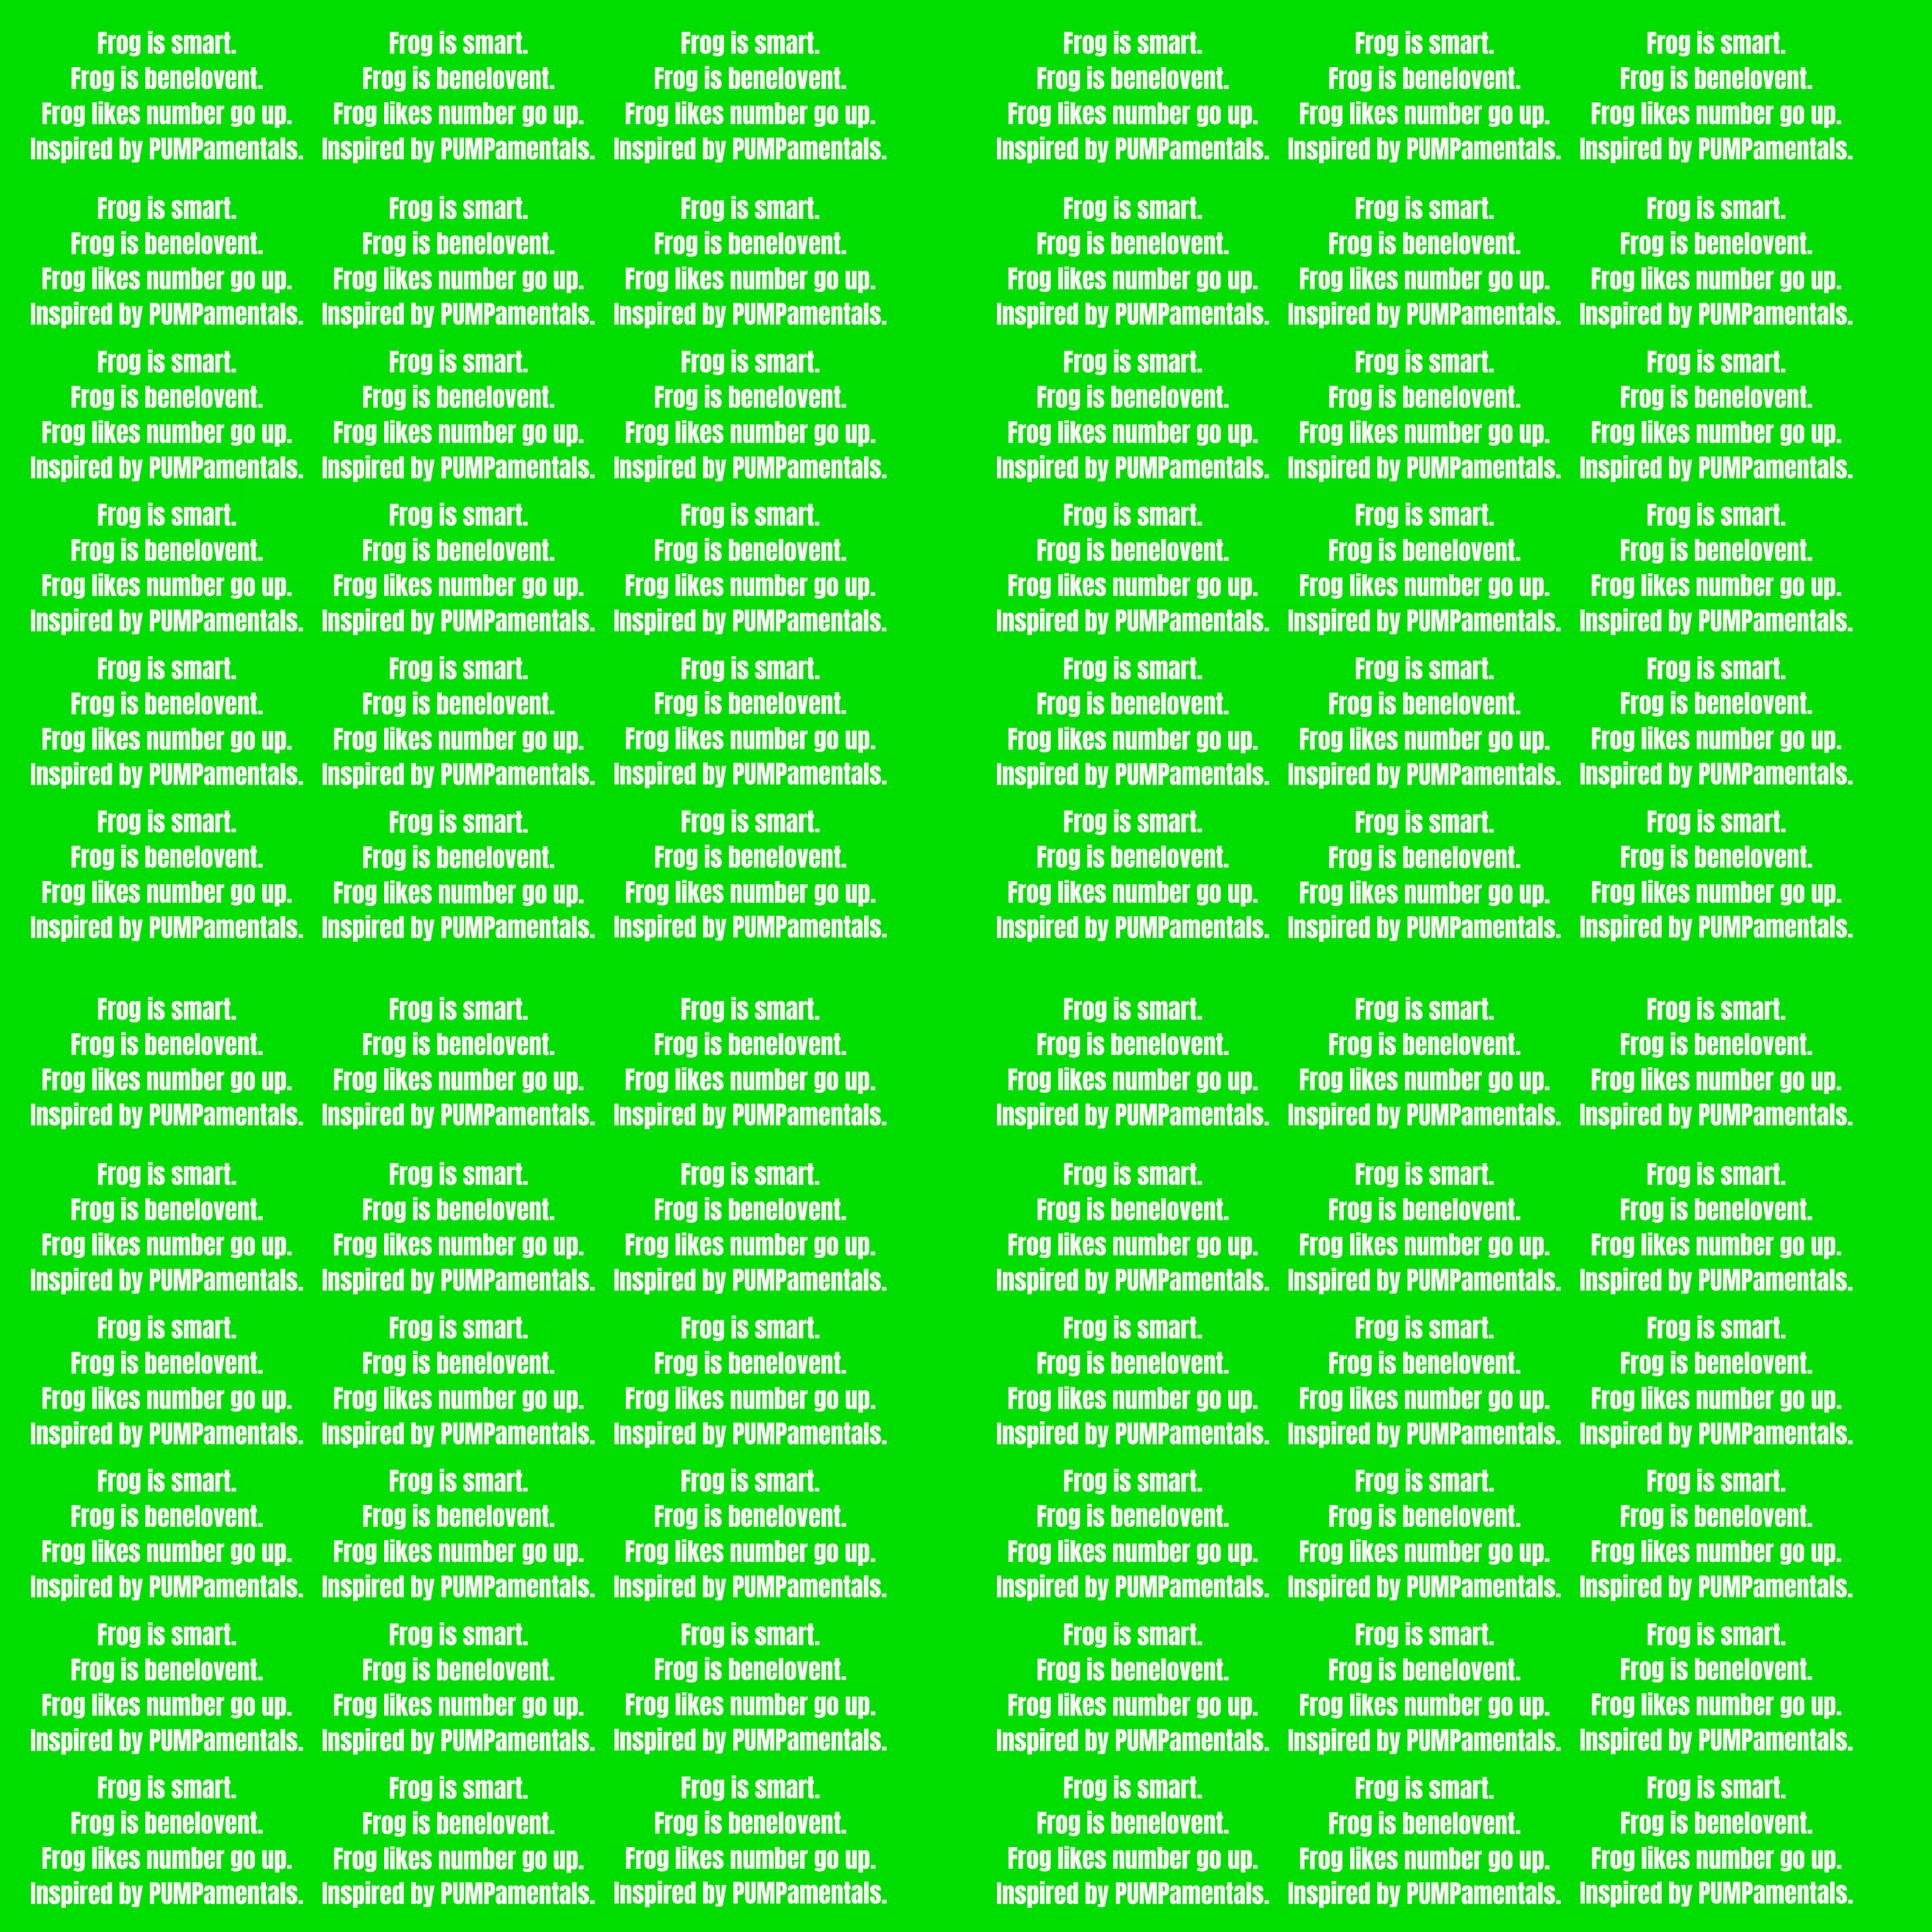 Frog is smart. Frog is smart. Frog is smart. Frog is smart. Frog is smart. Frog is smart.
Frog is benelovent. Frog is benelovent. Frog is benelovent. Frog is benelovent. Frog is benelovent. Frog is benelovent.
Frog likes number go up. Frog likes number go up. Frog likes number go up. Frog likes number go up. Frog likes number go up. Frog likes number go up.
Inspired by PUMPamentals. Inspired by PUMPamentals. Inspired by PUMPamentals. Inspired by PUMPamentals. Inspired by PUMPamentals. Inspired by PUMPamentals.
Frog is smart. Frog is smart. Frog is smart. Frog is smart. Frog is smart. Frog is smart.
Frog is benelovent. Frog is benelovent. Frog is benelovent. Frog is benelovent. Frog is benelovent. Frog is benelovent.
Frog likes number go up. Frog likes number go up. Frog likes number go up. Frog likes number go up. Frog likes number go up. Frog likes number go up.
Inspired by PUMPamentals. Inspired by PUMPamentals. Inspired by PUMPamentals. Inspired by PUMPamentals. Inspired by PUMPamentals. Inspired by PUMPamentals.
Frog is smart. Frog is smart. Frog is smart. Frog is smart. Frog is smart. Frog is smart.
Frog is benelovent. Frog is benelovent. Frog is benelovent. Frog is benelovent. Frog is benelovent. Frog is benelovent.
Frog likes number go up. Frog likes number go up. Frog likes number go up. Frog likes number go up. Frog likes number go up. Frog likes number go up.
Inspired by PUMPamentals. Inspired by PUMPamentals. Inspired by PUMPamentals. Inspired by PUMPamentals. Inspired by PUMPamentals. Inspired by PUMPamentals.
Frog is smart. Frog is smart. Frog is smart. Frog is smart. Frog is smart. Frog is smart.
Frog is benelovent. Frog is benelovent. Frog is benelovent. Frog is benelovent. Frog is benelovent. Frog is benelovent.
Frog likes number go up. Frog likes number go up. Frog likes number go up. Frog likes number go up. Frog likes number go up. Frog likes number go up.
Inspired by PUMPamentals. Inspired by PUMPamentals. Inspired by PUMPamentals. Inspired by PUMPamentals. Inspired by PUMPamentals. Inspired by PUMPamentals.
Frog is smart. Frog is smart. Frog is smart. Frog is smart. Frog is smart. Frog is smart.
Frog is benelovent. Frog is benelovent. Frog is benelovent. Frog is benelovent. Frog is benelovent. Frog is benelovent.
Frog likes number go up. Frog likes number go up. Frog likes number go up. Frog likes number go up. Frog likes number go up. Frog likes number go up.
Inspired by PUMPamentals. Inspired by PUMPamentals. Inspired by PUMPamentals. Inspired by PUMPamentals. Inspired by PUMPamentals. Inspired by PUMPamentals.
Frog is smart. Frog is smart. Frog is smart. Frog is smart. Frog is smart. Frog is smart.
Frog is benelovent. Frog is benelovent. Frog is benelovent. Frog is benelovent. Frog is benelovent. Frog is benelovent.
Frog likes number go up. Frog likes number go up. Frog likes number go up. Frog likes number go up. Frog likes number go up. Frog likes number go up.
Inspired by PUMPamentals. Inspired by PUMPamentals. Inspired by PUMPamentals. Inspired by PUMPamentals. Inspired by PUMPamentals. Inspired by PUMPamentals.
Frog is smart. Frog is smart. Frog is smart. Frog is smart. Frog is smart. Frog is smart.
Frog is benelovent. Frog is benelovent. Frog is benelovent. Frog is benelovent. Frog is benelovent. Frog is benelovent.
Frog likes number go up. Frog likes number go up. Frog likes number go up. Frog likes number go up. Frog likes number go up. Frog likes number go up.
Inspired by PUMPamentals. Inspired by PUMPamentals. Inspired by PUMPamentals. Inspired by PUMPamentals. Inspired by PUMPamentals. Inspired by PUMPamentals.
Frog is smart. Frog is smart. Frog is smart. Frog is smart. Frog is smart. Frog is smart.
Frog is benelovent. Frog is benelovent. Frog is benelovent. Frog is benelovent. Frog is benelovent. Frog is benelovent.
Frog likes number go up. Frog likes number go up. Frog likes number go up. Frog likes number go up. Frog likes number go up. Frog likes number go up.
Inspired by PUMPamentals. Inspired by PUMPamentals. Inspired by PUMPamentals. Inspired by PUMPamentals. Inspired by PUMPamentals. Inspired by PUMPamentals.
Frog is smart. Frog is smart. Frog is smart. Frog is smart. Frog is smart. Frog is smart.
Frog is benelovent. Frog is benelovent. Frog is benelovent. Frog is benelovent. Frog is benelovent. Frog is benelovent.
Frog likes number go up. Frog likes number go up. Frog likes number go up. Frog likes number go up. Frog likes number go up. Frog likes number go up.
Inspired by PUMPamentals. Inspired by PUMPamentals. Inspired by PUMPamentals. Inspired by PUMPamentals. Inspired by PUMPamentals. Inspired by PUMPamentals.
Frog is smart. Frog is smart. Frog is smart. Frog is smart. Frog is smart. Frog is smart.
Frog is benelovent. Frog is benelovent. Frog is benelovent. Frog is benelovent. Frog is benelovent. Frog is benelovent.
Frog likes number go up. Frog likes number go up. Frog likes number go up. Frog likes number go up. Frog likes number go up. Frog likes number go up.
Inspired by PUMPamentals. Inspired by PUMPamentals. Inspired by PUMPamentals. Inspired by PUMPamentals. Inspired by PUMPamentals. Inspired by PUMPamentals.
Frog is smart. Frog is smart. Frog is smart. Frog is smart. Frog is smart. Frog is smart.
Frog is benelovent. Frog is benelovent. Frog is benelovent. Frog is benelovent. Frog is benelovent. Frog is benelovent.
Frog likes number go up. Frog likes number go up. Frog likes number go up. Frog likes number go up. Frog likes number go up. Frog likes number go up.
Inspired by PUMPamentals. Inspired by PUMPamentals. Inspired by PUMPamentals. Inspired by PUMPamentals. Inspired by PUMPamentals. Inspired by PUMPamentals.
Frog is smart. Frog is smart. Frog is smart. Frog is smart. Frog is smart. Frog is smart.
Frog is benelovent. Frog is benelovent. Frog is benelovent. Frog is benelovent. Frog is benelovent. Frog is benelovent.
Frog likes number go up. Frog likes number go up. Frog likes number go up. Frog likes number go up. Frog likes number go up. Frog likes number go up.
Inspired by PUMPamentals. Inspired by PUMPamentals. Inspired by PUMPamentals. Inspired by PUMPamentals. Inspired by PUMPamentals. Inspired by PUMPamentals.